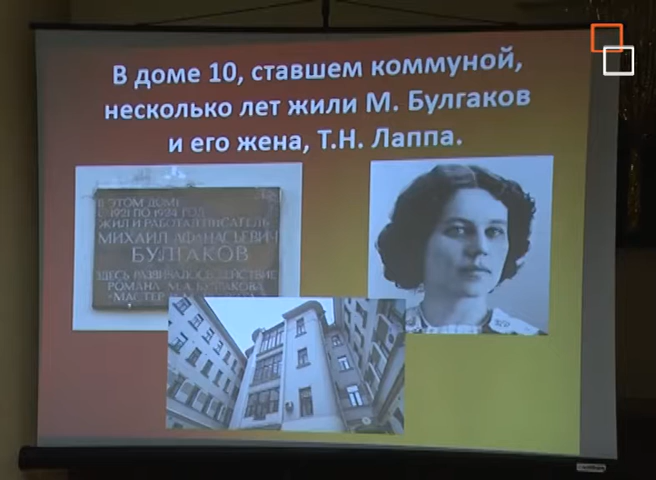 В доме 10, ставшем коммуной,
несколько лет жили М. Булгаков
и его жена, Т.Н. Лаппа.
В ЭТОМ ДОМЕ
С 1921 ПО 1924 ГОД
ЖИЛ И РАБОТАЛ ПИСАТЕЛЬ
МИХАИЛ АФАНАСЬЕВИЧ
БУЛГАКОВ
ЗДЕСЬ РАЗВИВАЛОСЬ ДЕЙСТВИЕ
РОМАНА М.А. БУЛГАКОВА
"МАСТЕР